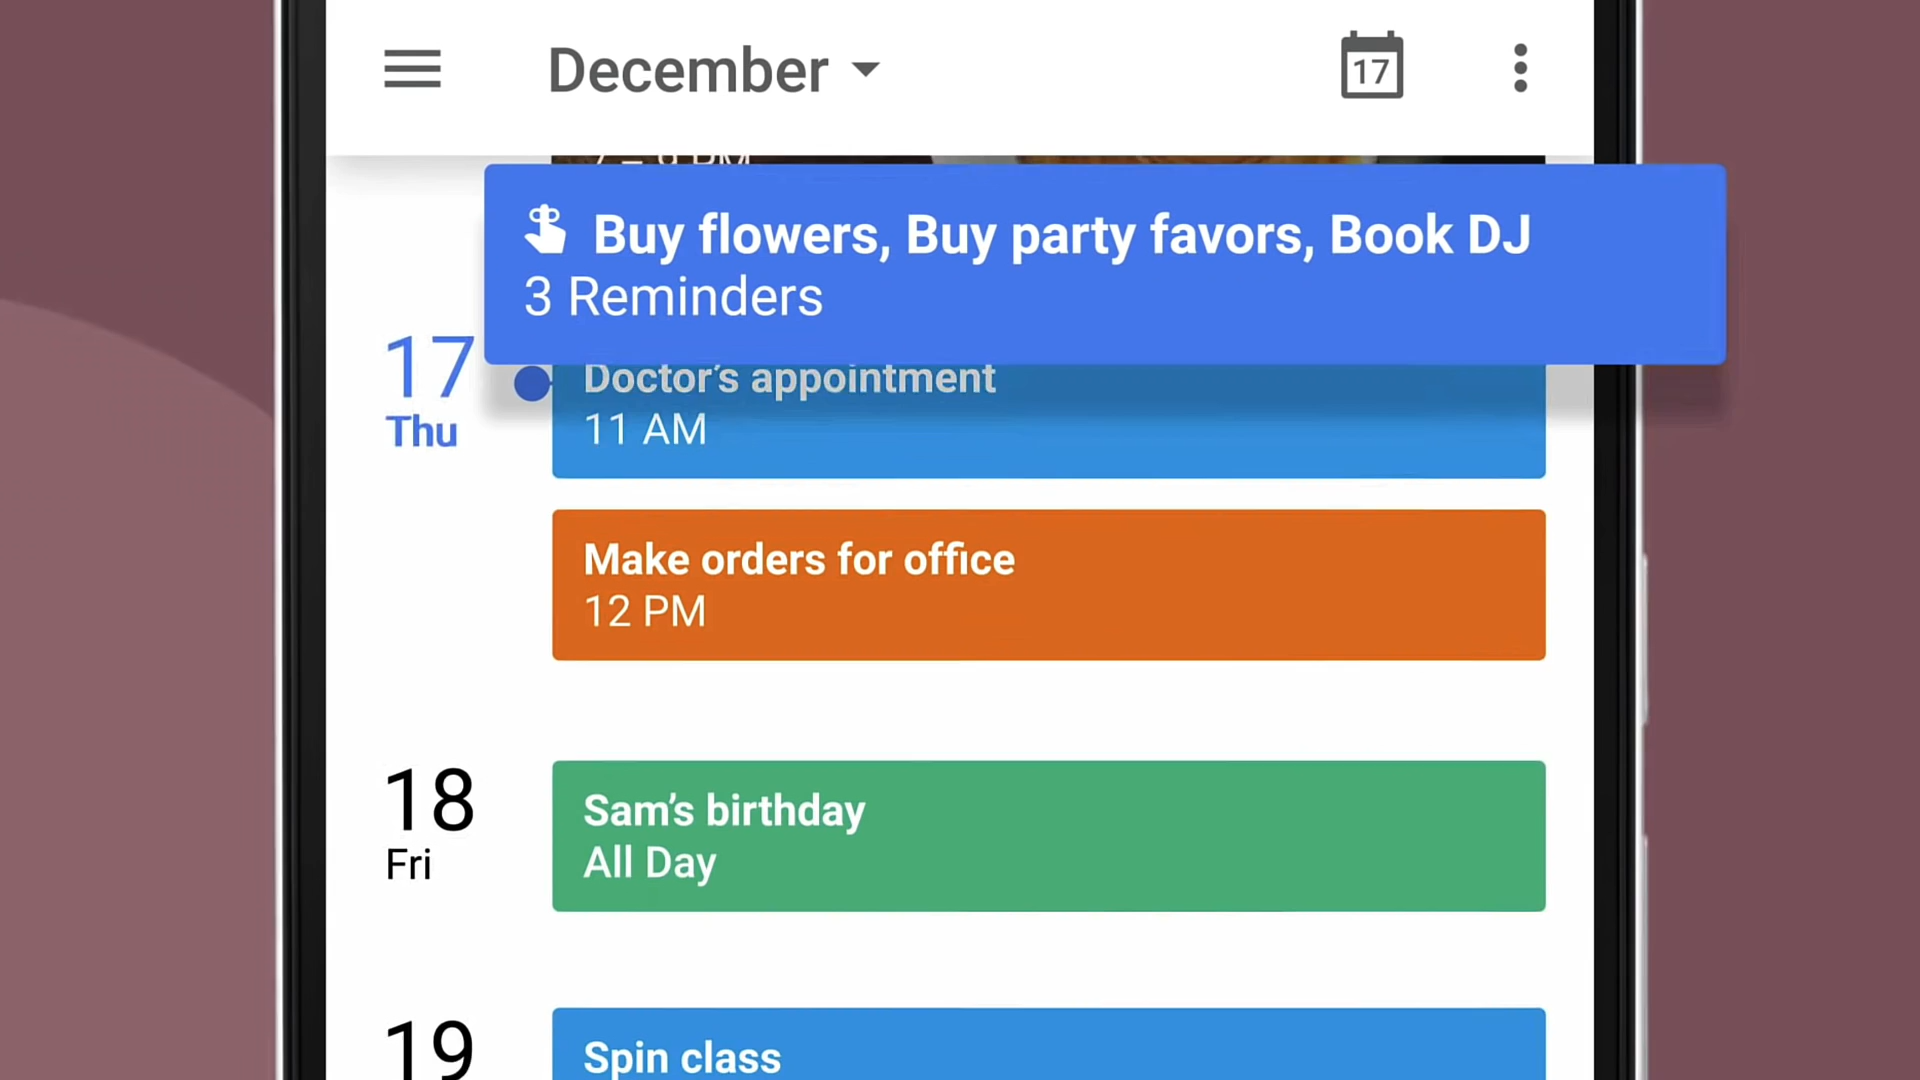 December
17
Buy flowers, Buy party favors, Book DJ
3 Reminders
17
Thu
Doctor's appointment
11 AM
Make orders for office
12 PM
18
Fri
Sam's birthday
All Day
19
Spin class